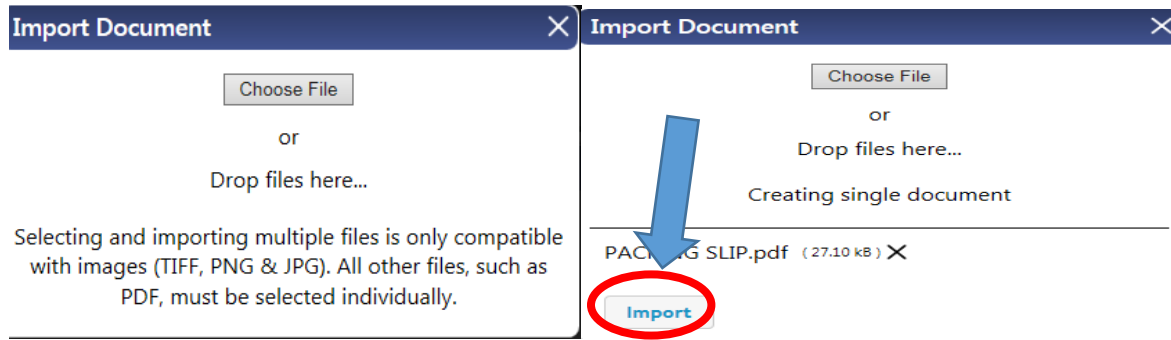 Import Document
Choose File
or
Drop files here...
Selecting and importing multiple files is only compatible
with images (TIFF, PNG & JPG). All other files, such as
PDF, must be selected individually.
Import Document
Choose File
or
Drop files here...
Creating single document
SLIP.pdf (27.10 kB)
Import